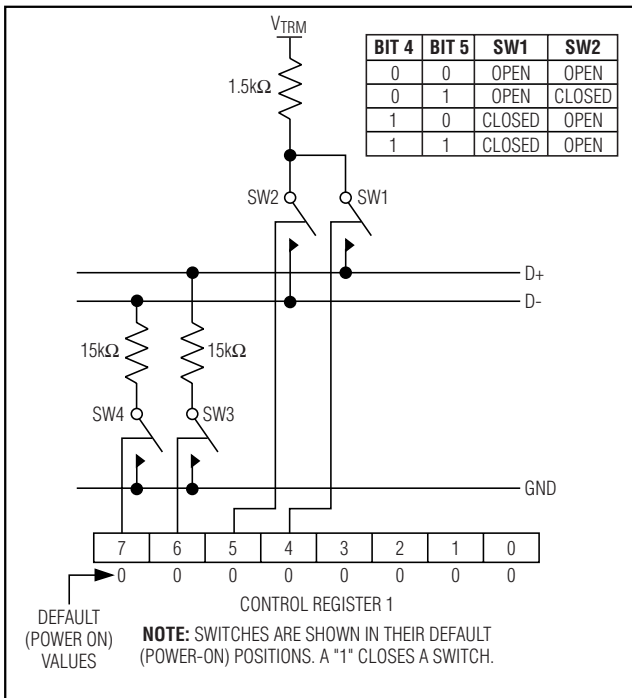 VTRM
BIT 4 BIT 5 SW1 SW2
0 0 OPEN OPEN
0 1 OPEN CLOSED
1 0 CLOSED OPEN
1 1 CLOSED OPEN
1.5kΩ
SW2 SW1
D+
D-
15kΩ 15kΩ
SW4 SW3
GND
7 6 5 4 3 2 1 0
0 0 0 0 0 0 0 0
CONTROL REGISTER 1
DEFAULT
(POWER ON)
VALUES
NOTE: SWITCHES ARE SHOWN IN THEIR DEFAULT
(POWER-ON) POSITIONS. A "1" CLOSES A SWITCH.